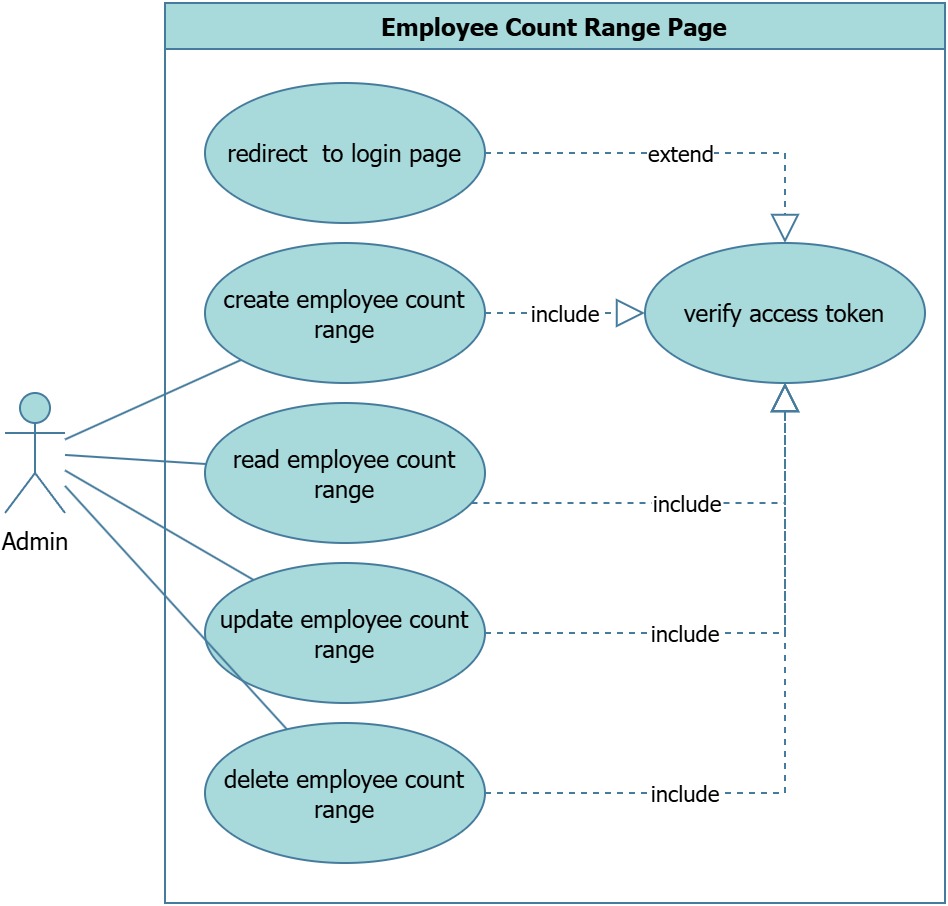 Employee Count Range Page
redirect  to login page
extend
create employee count
range
include
verify access token
read employee count
range
include
Admin
update employee count
range
include
delete employee count
range
include